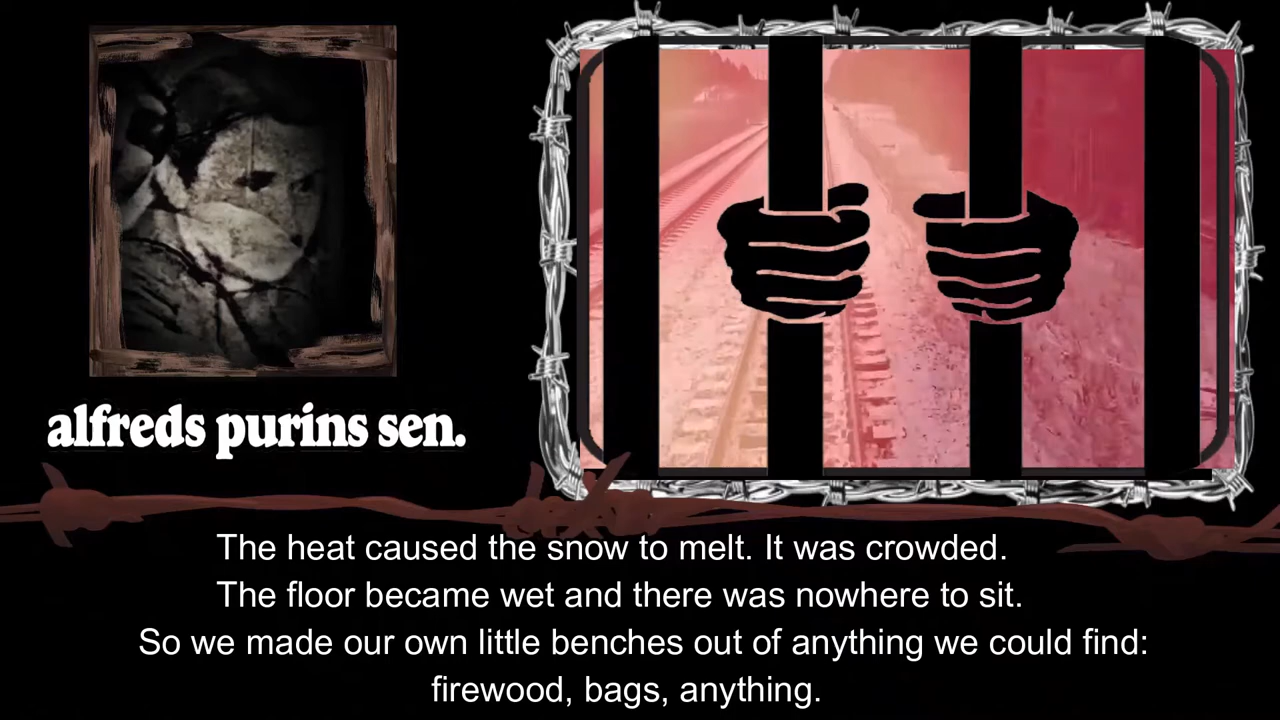 alfreds purins sen.
The heat caused the snow to melt. It was crowded.
The floor became wet and there was nowhere to sit.
So we made our own little benches out of anything we could find:
firewood, bags, anything.